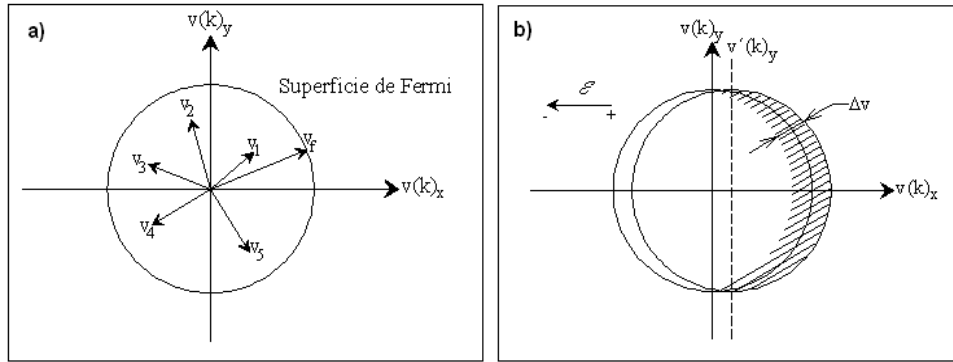 a)
v(k)y
Superficie de Fermi
v2
v1
vf
v3
v(k)x
v4
v5
b)
v(k)y
v´(k)y
ℰ
- +
Δv
v(k)x